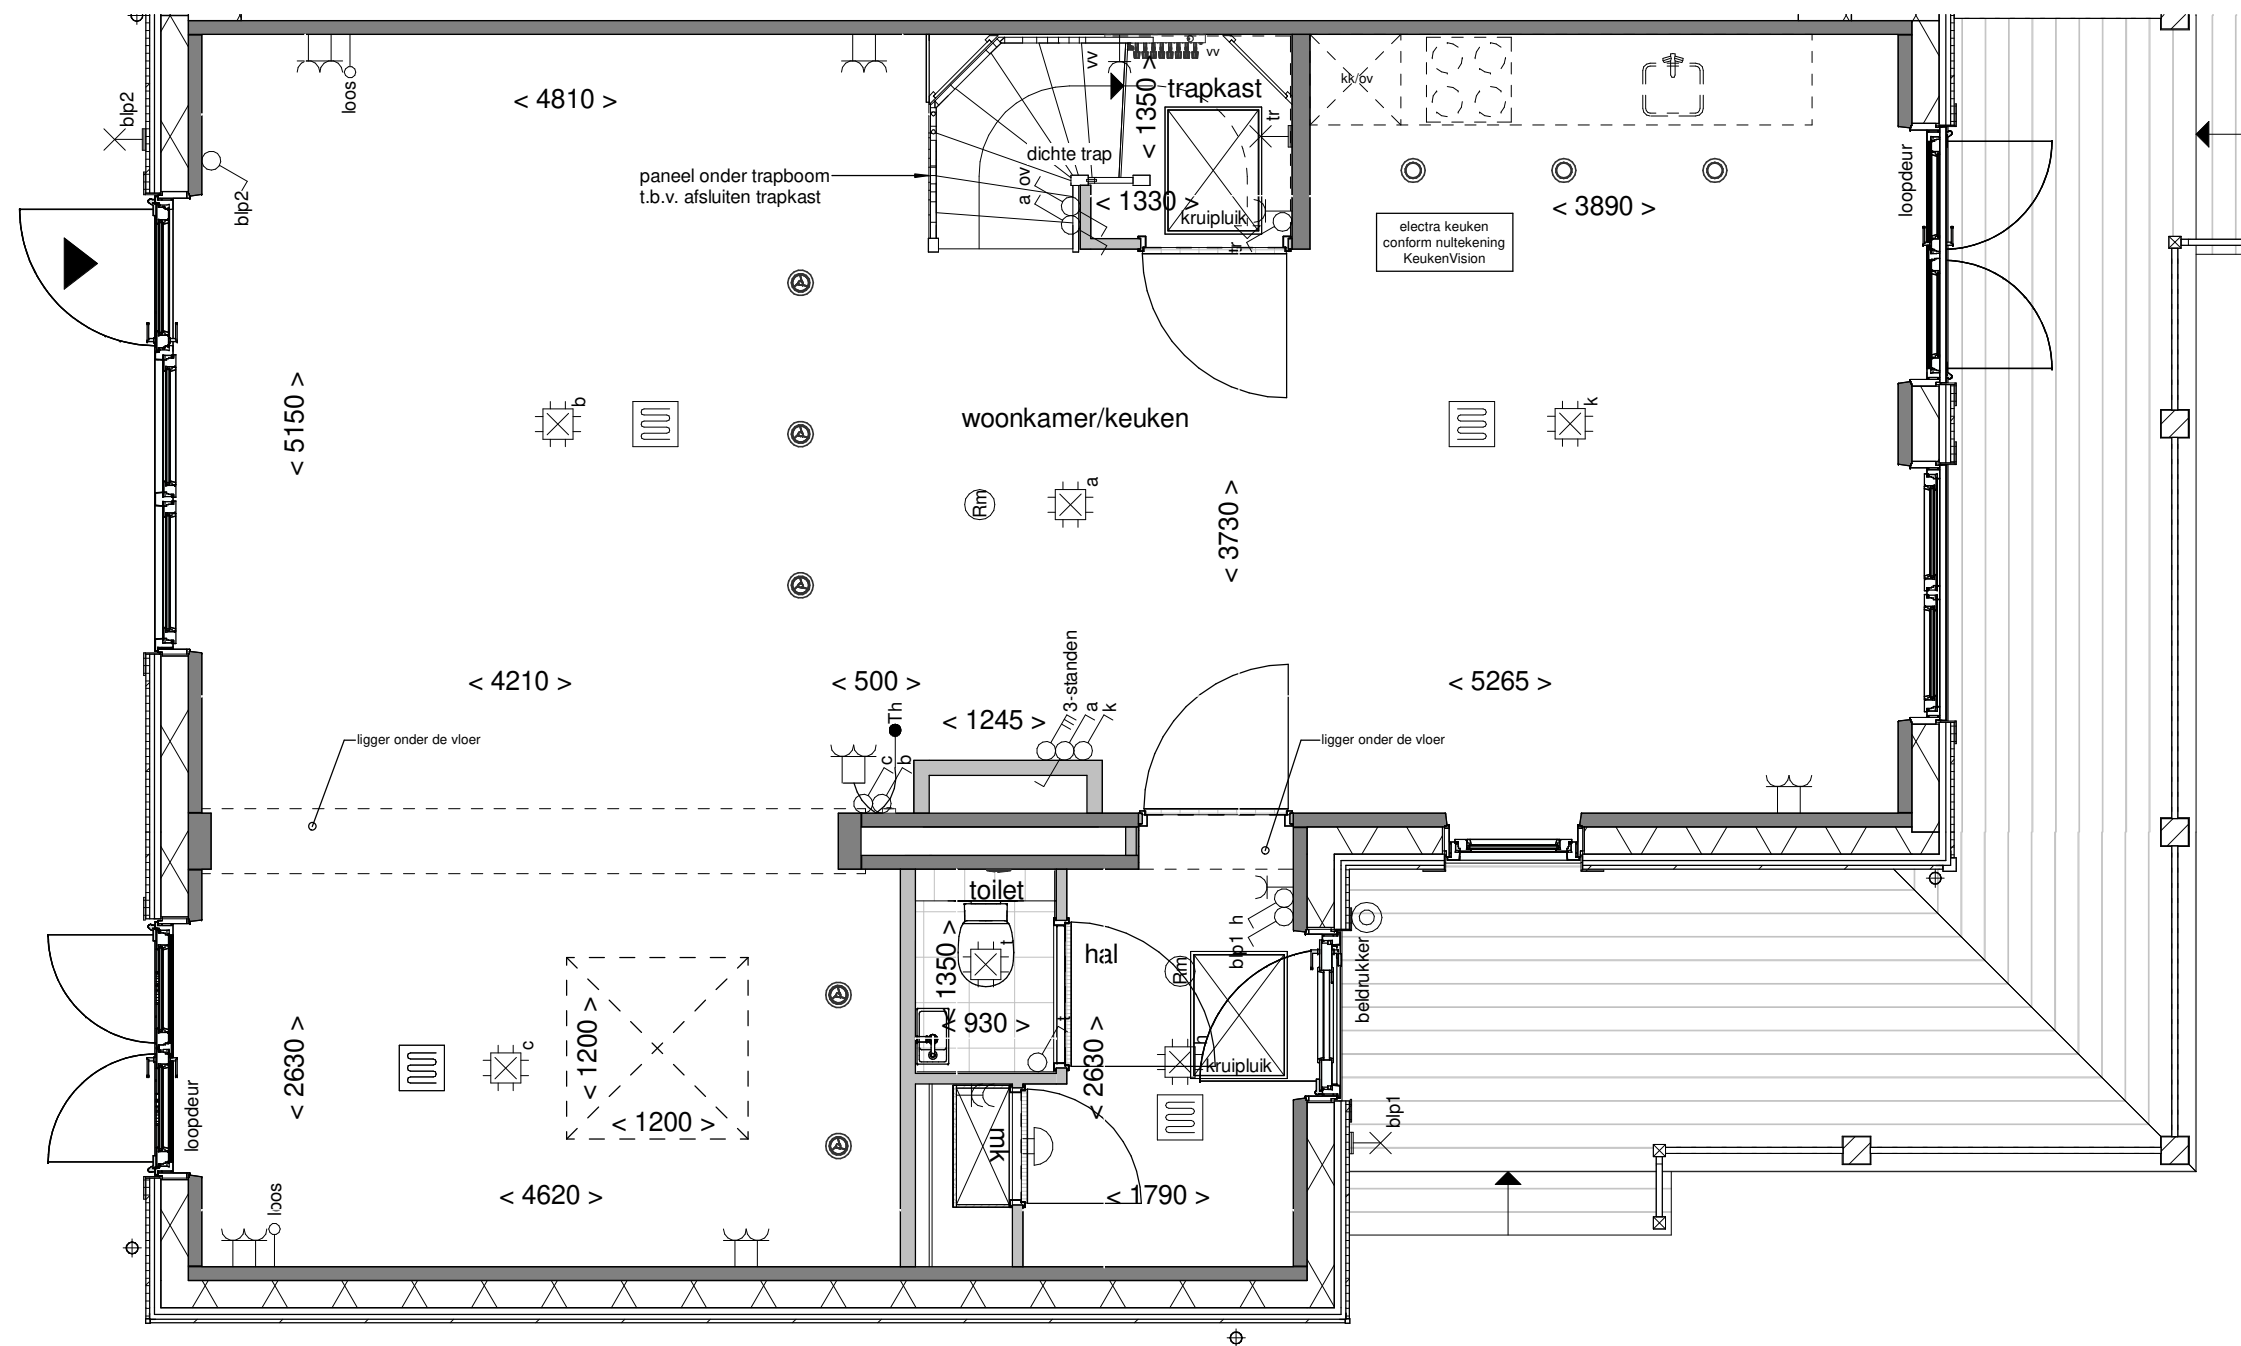 vv
vv
trapkast
kk/ov
blp2
loos
< 4810 >
< 1350 >
tr
dichte trap
loopdeur
paneel onder trapboom
t.b.v. afsluiten trapkast
ov
a
< 1330 >
kruipluik
tr
< 3890 >
blp2
electra keuken
conform nultekening
KeukenVision
b
woonkamer/keuken
k
< 5150 >
Rm
a
< 3730 >
< 4210 >
< 500 >
3-standen
a
k
< 5265 >
Th
< 1245 >
ligger onder de vloer
c
b
ligger onder de vloer
toilet
t
< 1350 >
hal
blp1 h
Rm
beldrukker
< 930 >
t
< 2630 >
c
< 1200 >
< 2630 >
h
kruipluik
loopdeur
< 1200 >
mk
blp1
loos
< 4620 >
< 1790 >